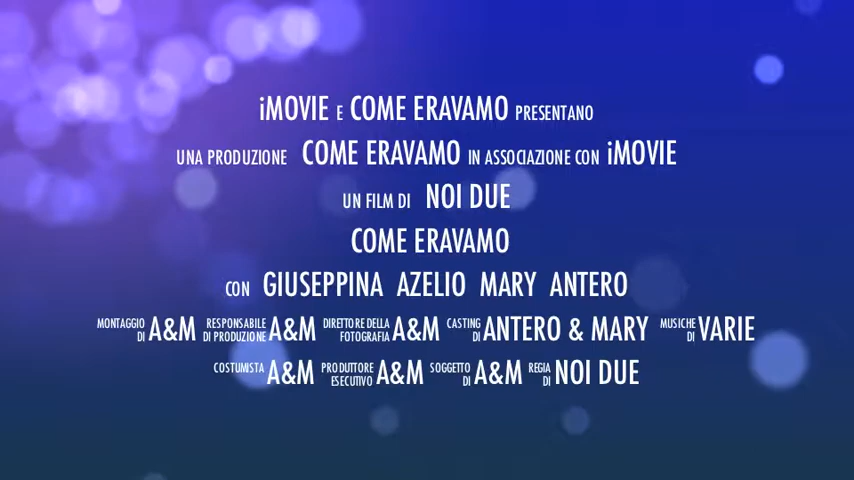 iMOVIE E COME ERAVAMO PRESENTANO
UNA PRODUZIONE COME ERAVAMO IN ASSOCIAZIONE CON iMOVIE
UN FILM DI NOI DUE
COME ERAVAMO
CON GIUSEPPINA AZELIO MARY ANTERO
MONTAGGIO DI A&M RESPONSABILE DI PRODUZIONE A&M DIRETTORE DELLA FOTOGRAFIA A&M CASTING DI ANTERO & MARY MUSICHE DI VARIE
COSTUMISTA A&M PRODUTTORE ESECUTIVO A&M SOGGETTO DI A&M REGIA DI NOI DUE